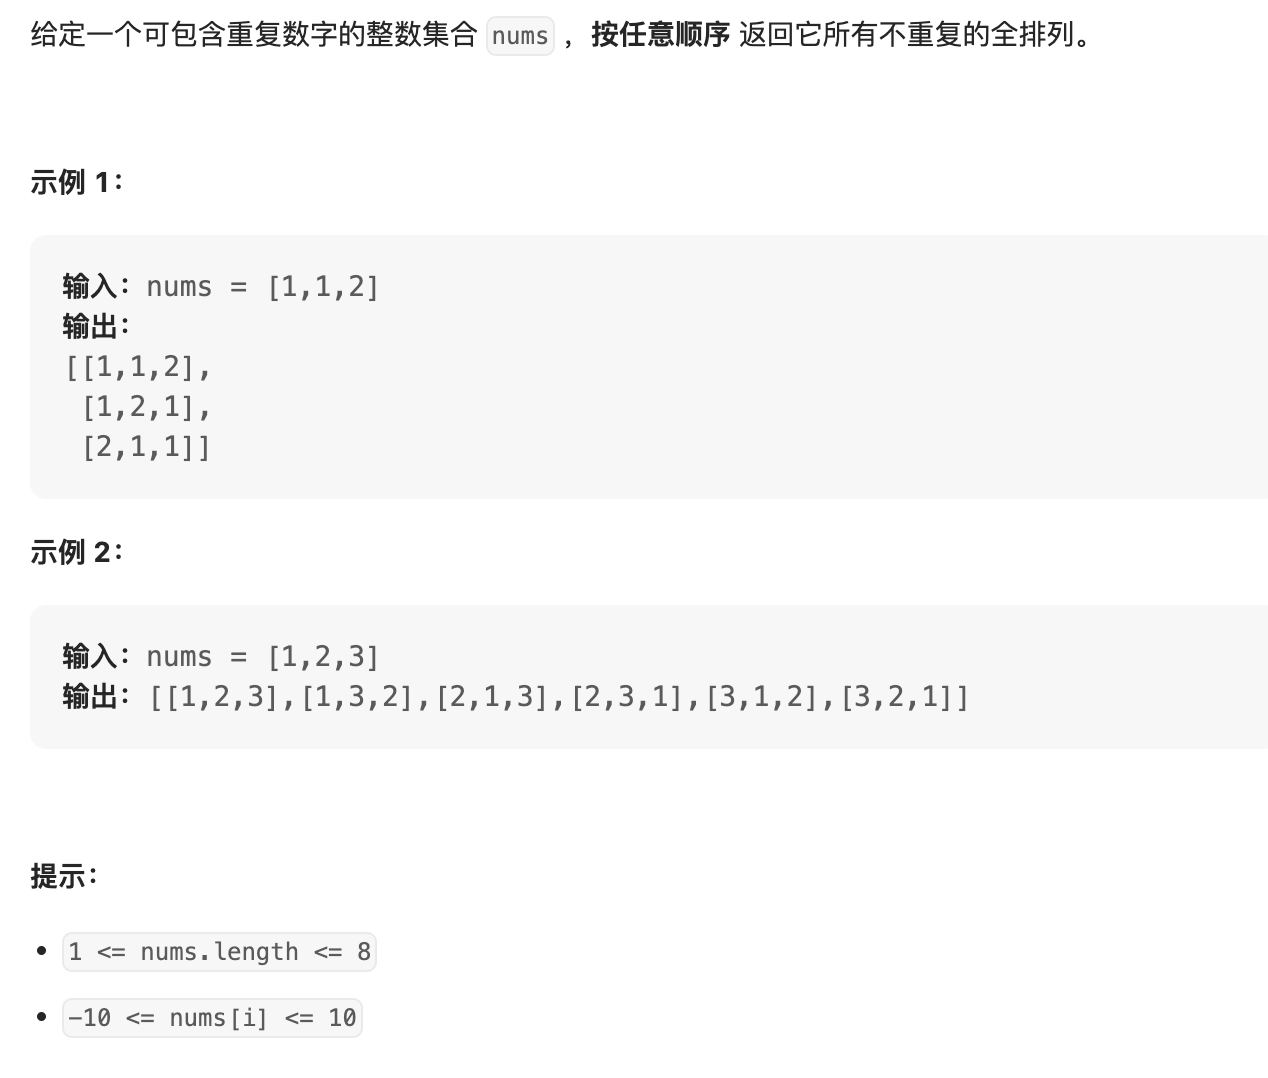 给定一个可包含重复数字的整数集合 nums ，按任意顺序 返回它所有不重复的全排列。
示例 1：
输入：nums = [1,1,2]
输出：
[[1,1,2],
 [1,2,1],
 [2,1,1]]
示例 2：
输入：nums = [1,2,3]
输出：[[1,2,3],[1,3,2],[2,1,3],[2,3,1],[3,1,2],[3,2,1]]
提示：
• 1 <= nums.length <= 8
• -10 <= nums[i] <= 10